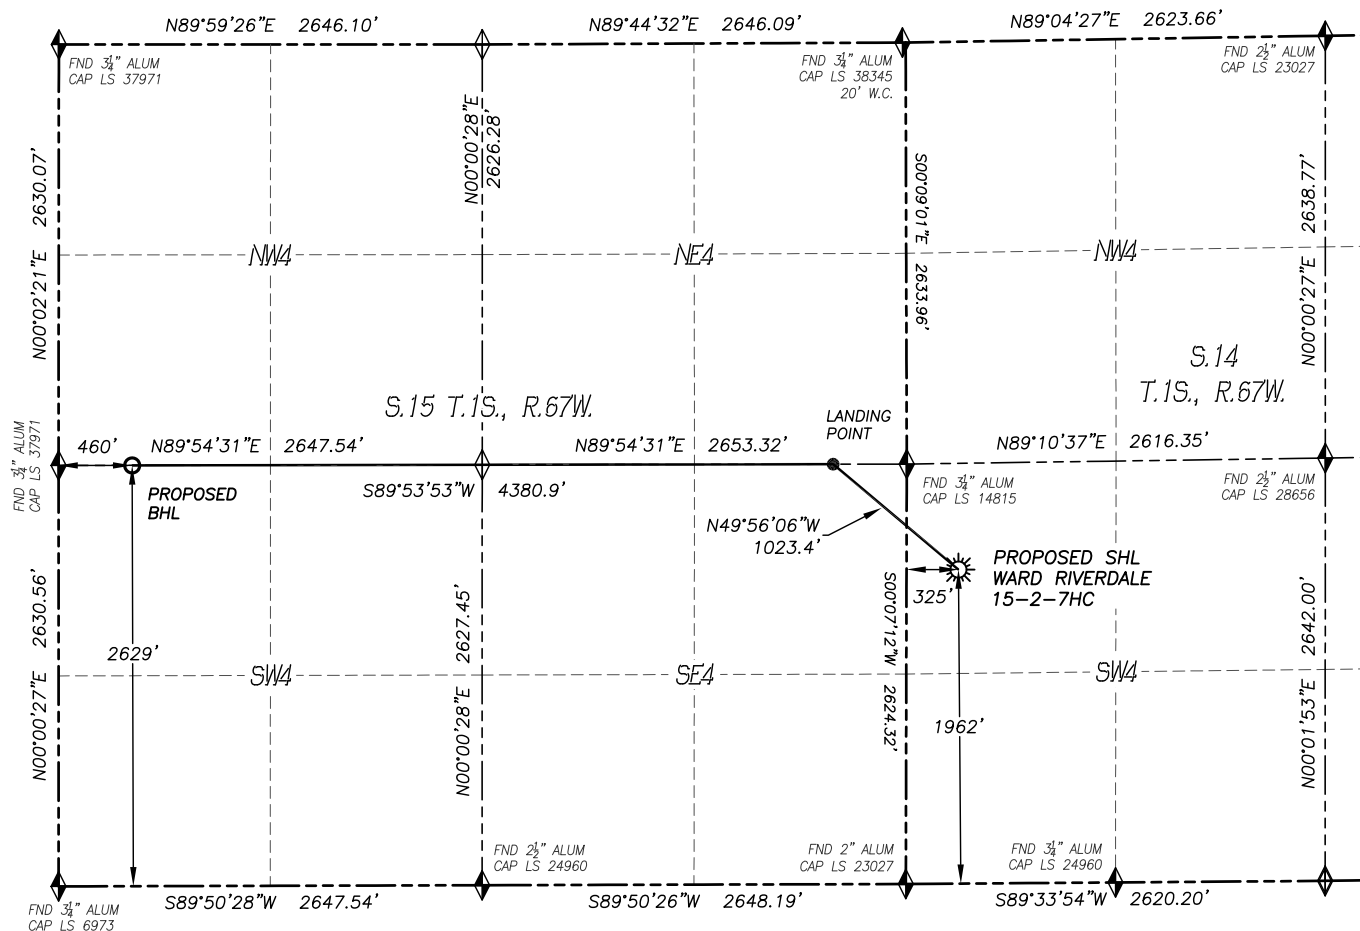 N89°59'26"E 2646.10'
N89°44'32"E 2646.09'
N89°04'27"E 2623.66'
FND 3¼" ALUM
CAP LS 37971
FND 3¼" ALUM
CAP LS 38345
20' W.C.
FND 2½" ALUM
CAP LS 23027
N00°02'21"E 2630.07'
N00°00'28"E
2626.28'
S00°09'01"E 2633.96'
N00°00'27"E 2638.77'
NW4
NE4
NW4
S.14
T.1S., R.67W.
S.15 T.1S., R.67W.
LANDING
POINT
FND 3¼" ALUM
CAP LS 37971
460'
N89°54'31"E 2647.54'
N89°54'31"E 2653.32'
N89°10'37"E 2616.35'
PROPOSED
BHL
S89°53'53"W 4380.9'
FND 3¼" ALUM
CAP LS 14815
FND 2½" ALUM
CAP LS 28656
N49°56'06"W
1023.4'
PROPOSED SHL
WARD RIVERDALE
15-2-7HC
325'
N00°00'27"E 2630.56'
2629'
N00°00'28"E 2627.45'
S00°07'12"W 2624.32'
1962'
N00°01'53"E 2642.00'
SW4
SE4
SW4
FND 2½" ALUM
CAP LS 24960
FND 2" ALUM
CAP LS 23027
FND 3¼" ALUM
CAP LS 24960
S89°50'28"W 2647.54'
S89°50'26"W 2648.19'
S89°33'54"W 2620.20'
FND 3¼" ALUM
CAP LS 6973